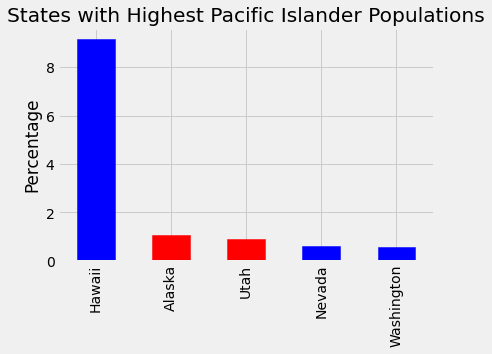 States with Highest Pacific Islander Populations
Percentage
8
6
4
2
0
Hawaii
Alaska
Utah
Nevada
Washington